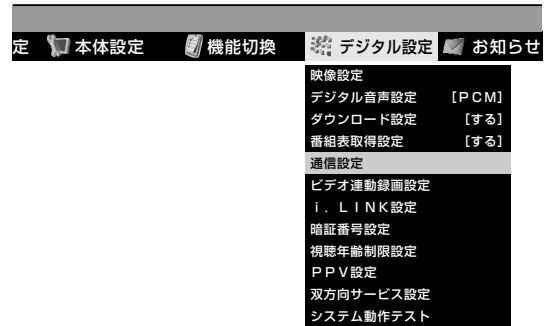 定 本体設定 機能切換 デジタル設定 お知らせ
映像設定
デジタル音声設定 [PCM]
ダウンロード設定 [する]
番組表取得設定 [する]
通信設定
ビデオ連動録画設定
i.LINK設定
暗証番号設定
視聴年齢制限設定
PPV設定
双方向サービス設定
システム動作テスト